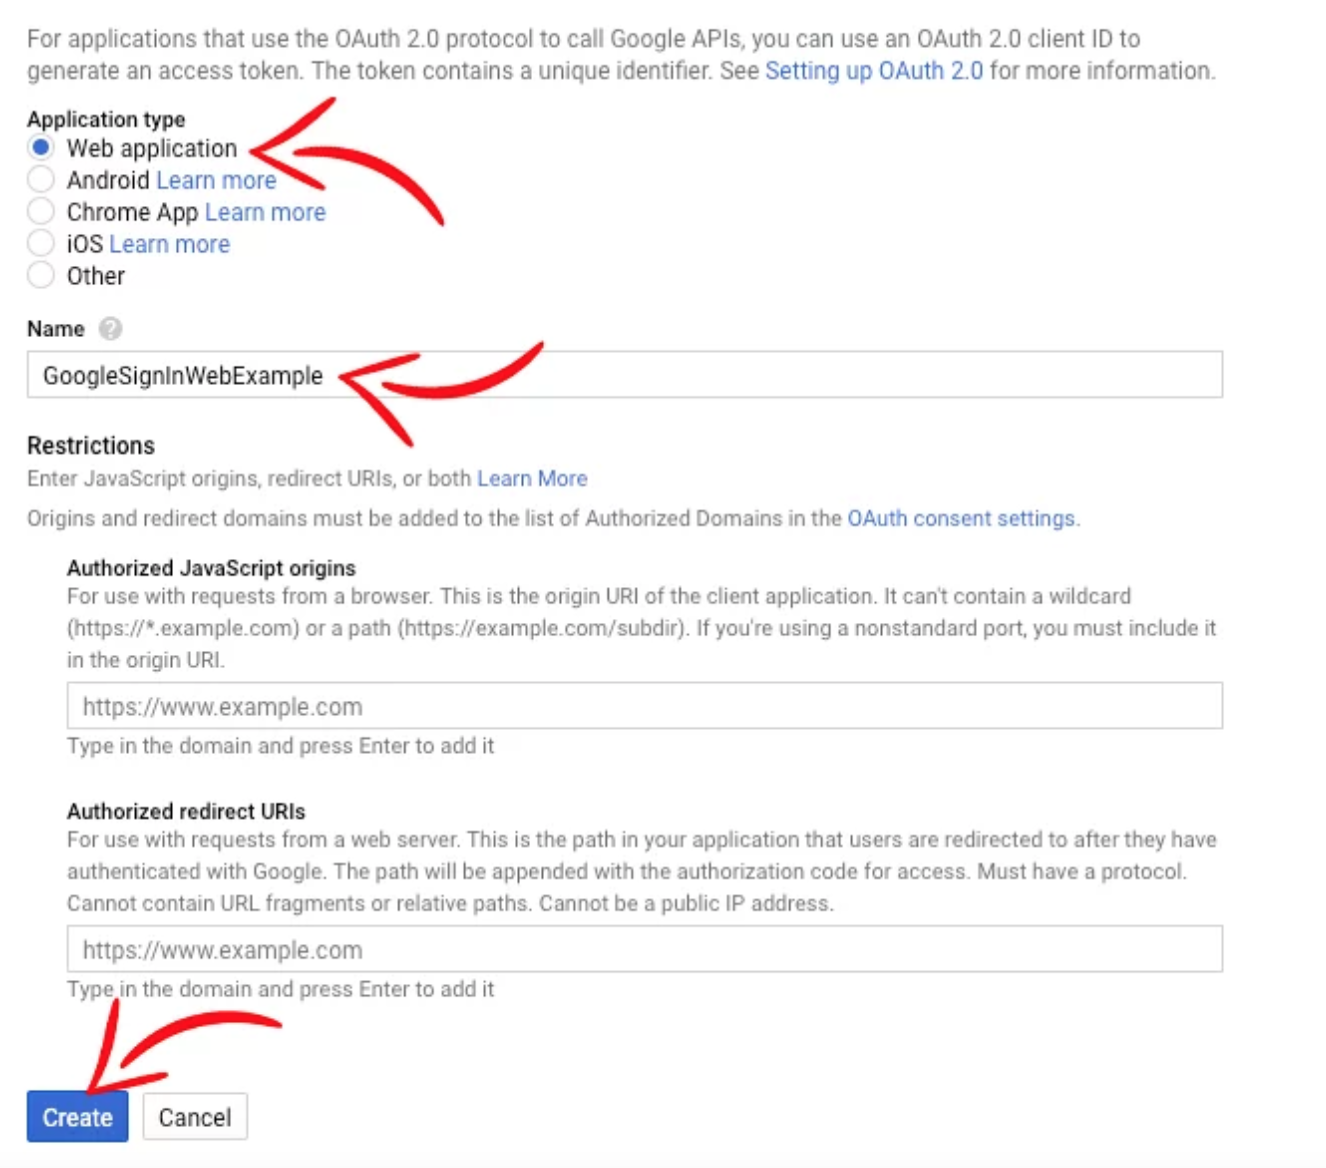 For applications that use the OAuth 2.0 protocol to call Google APIs, you can use an OAuth 2.0 client ID to
generate an access token. The token contains a unique identifier. See Setting up OAuth 2.0 for more information.
Application type
Web application
Android Learn more
Chrome App Learn more
iOS Learn more
Other
Name ?
GoogleSignInWebExample
Restrictions
Enter JavaScript origins, redirect URIs, or both Learn More
Origins and redirect domains must be added to the list of Authorized Domains in the OAuth consent settings.
Authorized JavaScript origins
For use with requests from a browser. This is the origin URI of the client application. It can't contain a wildcard
(https://*.example.com) or a path (https://example.com/subdir). If you're using a nonstandard port, you must include it
in the origin URI.
https://www.example.com
Type in the domain and press Enter to add it
Authorized redirect URIs
For use with requests from a web server. This is the path in your application that users are redirected to after they have
authenticated with Google. The path will be appended with the authorization code for access. Must have a protocol.
Cannot contain URL fragments or relative paths. Cannot be a public IP address.
https://www.example.com
Type in the domain and press Enter to add it
Create Cancel